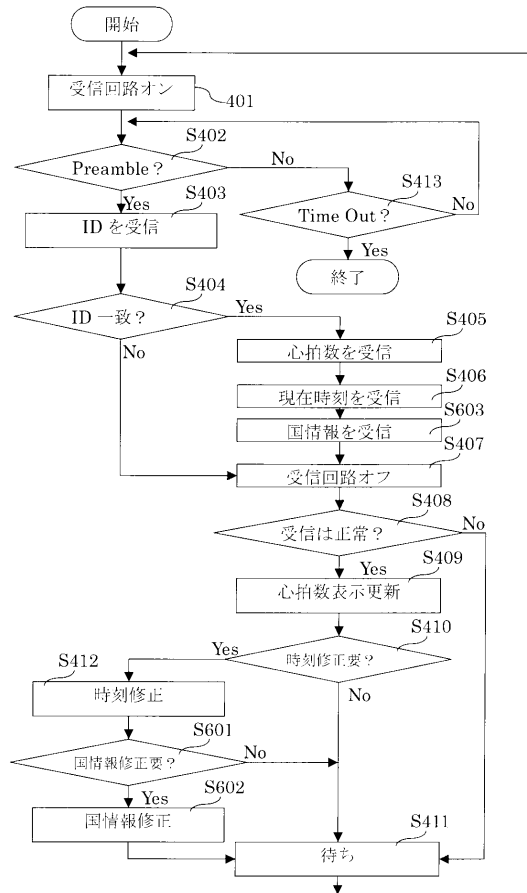 開始
受信回路オン
401
S402
Preamble?
No
Yes
S403
S413
IDを受信
Time Out?
No
Yes
終了
S404
ID一致?
Yes
No
S405
心拍数を受信
S406
現在時刻を受信
S603
国情報を受信
S407
受信回路オフ
S408
受信は正常?
No
Yes
S409
心拍数表示更新
S410
Yes
時刻修正要?
S412
時刻修正
No
S601
国情報修正要?
No
Yes
S602
国情報修正
S411
待ち